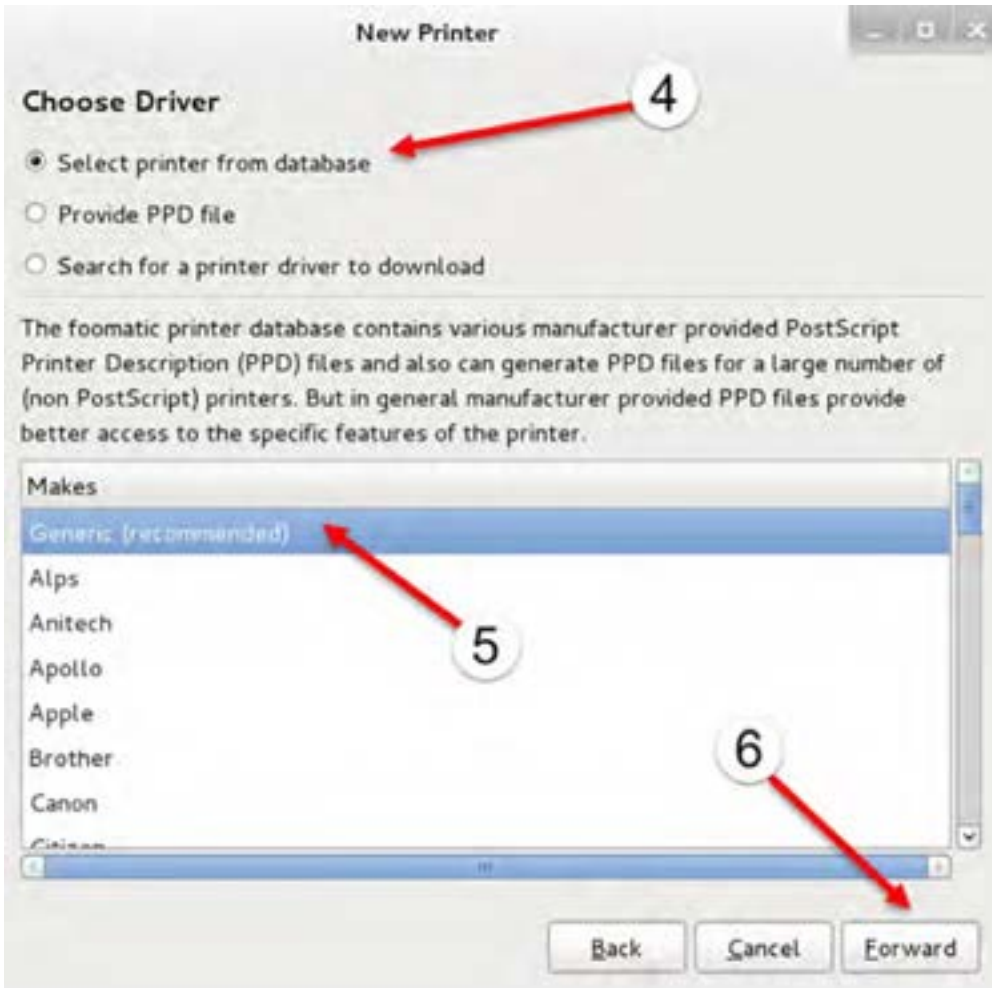 New Printer
Choose Driver
4
Select printer from database
Provide PPD file
Search for a printer driver to download
The foomatic printer database contains various manufacturer provided PostScript
Printer Description (PPD) files and also can generate PPD files for a large number of
(non PostScript) printers. But in general manufacturer provided PPD files provide
better access to the specific features of the printer.
Makes
Generic (recommended)
Alps
Anitech
5
Apollo
Apple
Brother
6
Canon
Citizen
Back Cancel Forward